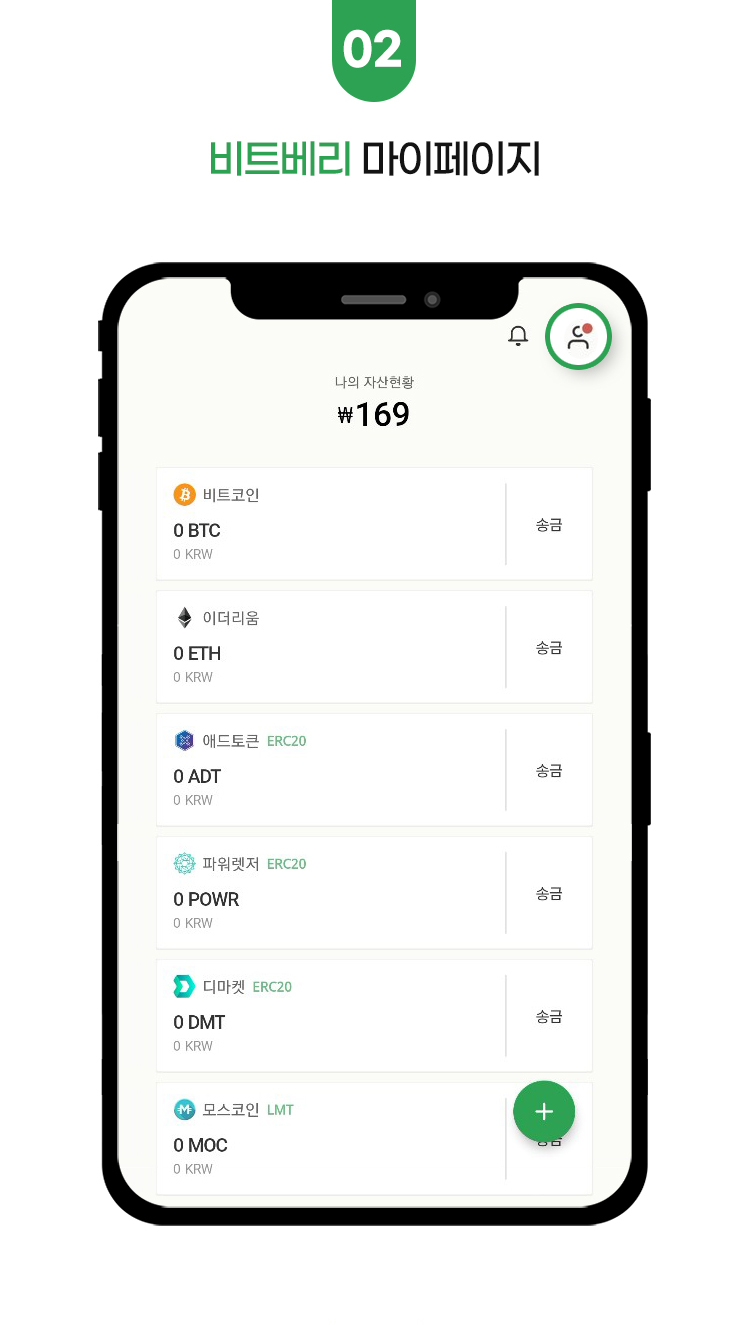 02
비트베리 마이페이지
나의 자산현황
₩169
비트코인
0 BTC
0 KRW
송금
이더리움
0 ETH
0 KRW
송금
애드토큰 ERC20
0 ADT
0 KRW
송금
파워렛저 ERC20
0 POWR
0 KRW
송금
디마켓 ERC20
0 DMT
0 KRW
송금
모스코인 LMT
0 MOC
0 KRW
+